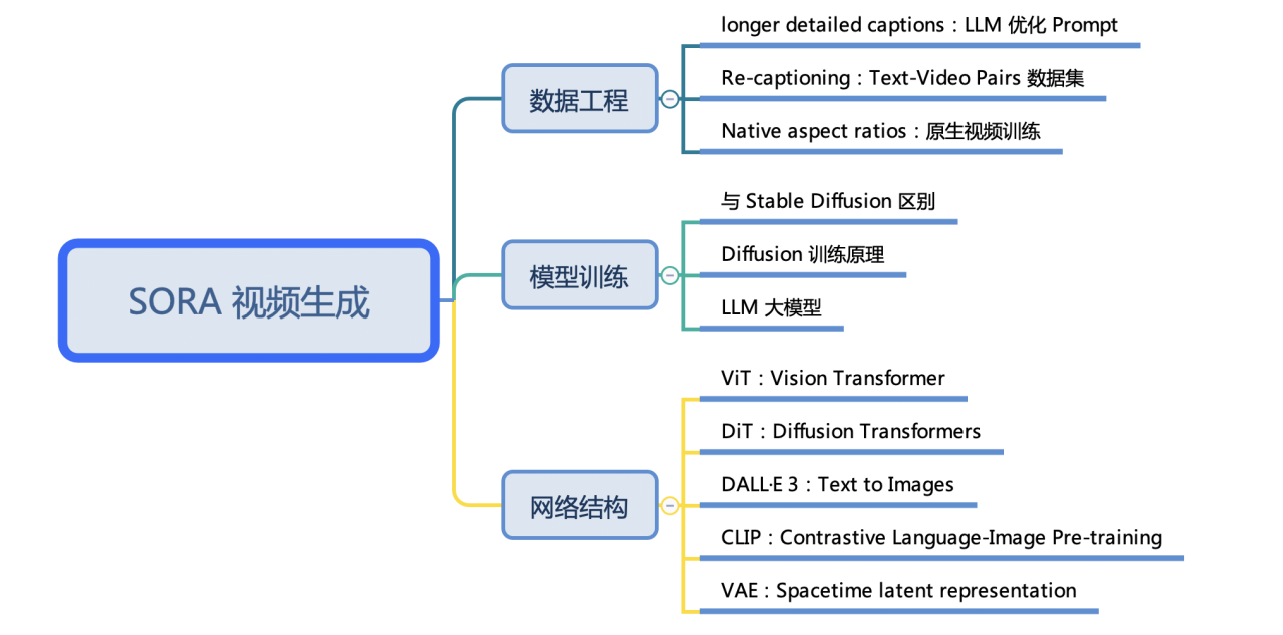 SORA 视频生成
数据工程
longer detailed captions：LLM 优化 Prompt
Re-captioning：Text-Video Pairs 数据集
Native aspect ratios：原生视频训练
模型训练
与 Stable Diffusion 区别
Diffusion 训练原理
LLM 大模型
网络结构
ViT：Vision Transformer
DiT：Diffusion Transformers
DALL·E 3：Text to Images
CLIP：Contrastive Language-Image Pre-training
VAE：Spacetime latent representation